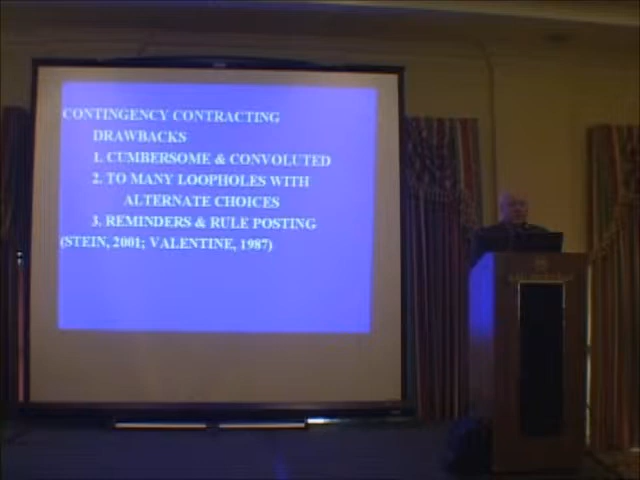 CONTINGENCY CONTRACTING
DRAWBACKS
1. CUMBERSOME & CONVOLUTED
2. TO MANY LOOPHOLES WITH
ALTERNATE CHOICES
3. REMINDERS & RULE POSTING
(STEIN, 2001; VALENTINE, 1987)